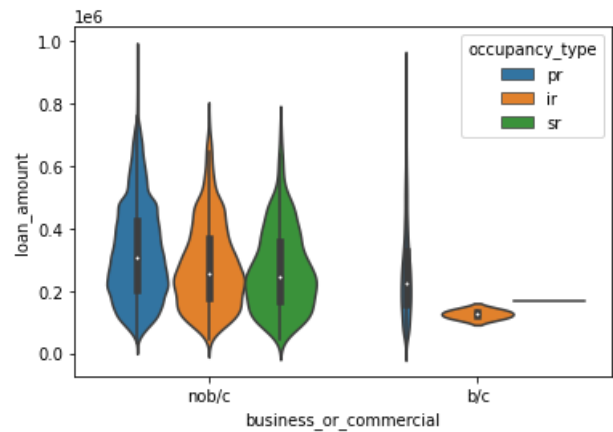 1e6
1.0
0.8
0.6
0.4
0.2
0.0
loan_amount
occupancy_type
pr
ir
sr
nob/c
b/c
business_or_commercial